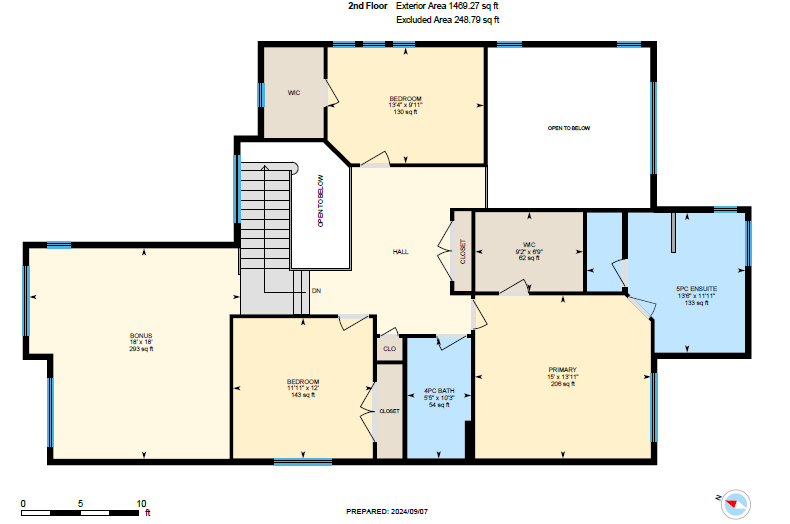 2nd Floor Exterior Area 1469.27 sq ft
Excluded Area 248.79 sq ft
WIC
BEDROOM
13'4" x 9'11"
130 sq ft
OPEN TO BELOW
OPEN TO BELOW
HALL
CLOSET
WIC
9'2" x 6'9"
62 sq ft
5PC ENSUITE
13'6" x 11'11"
133 sq ft
DN
BONUS
18' x 18'
293 sq ft
CLO
BEDROOM
11'11" x 12'
143 sq ft
CLOSET
4PC BATH
5'5" x 10'3"
54 sq ft
PRIMARY
15' x 13'11"
206 sq ft
0 5 10
ft
PREPARED: 2024/09/07
N